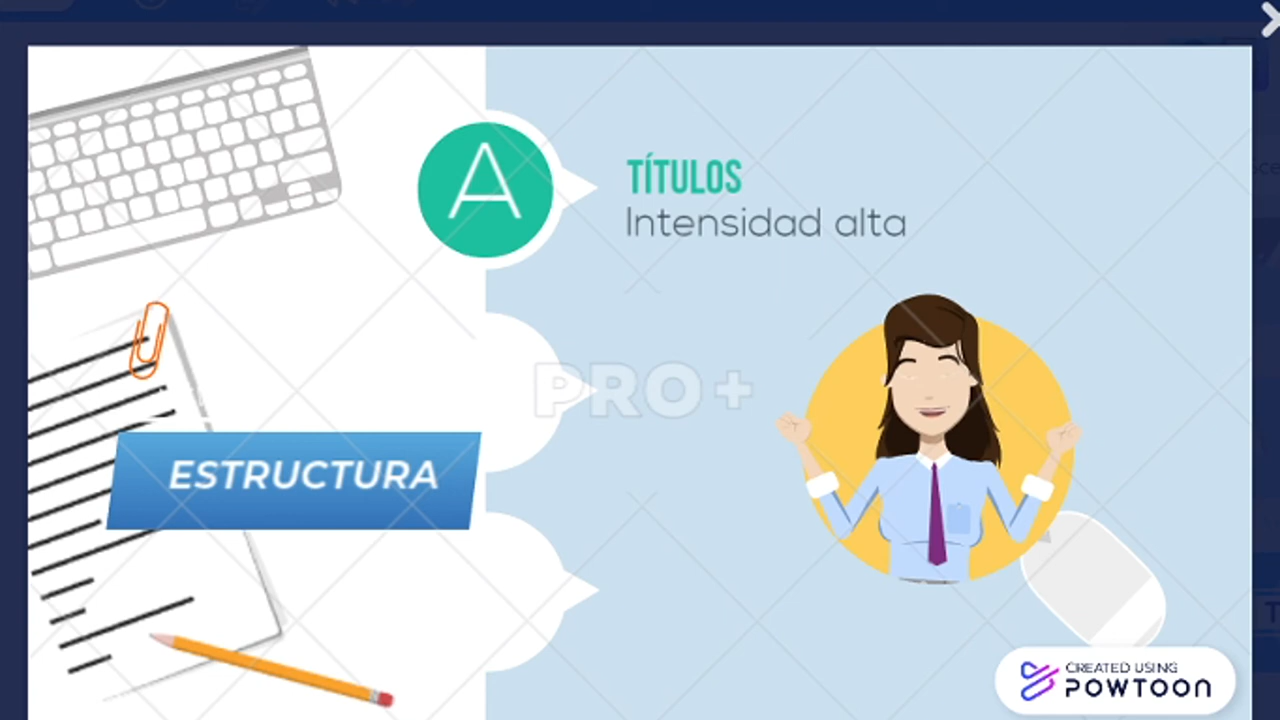 A
TÍTULOS
Intensidad alta
PRO+
ESTRUCTURA
CREATED USING
POWTOON